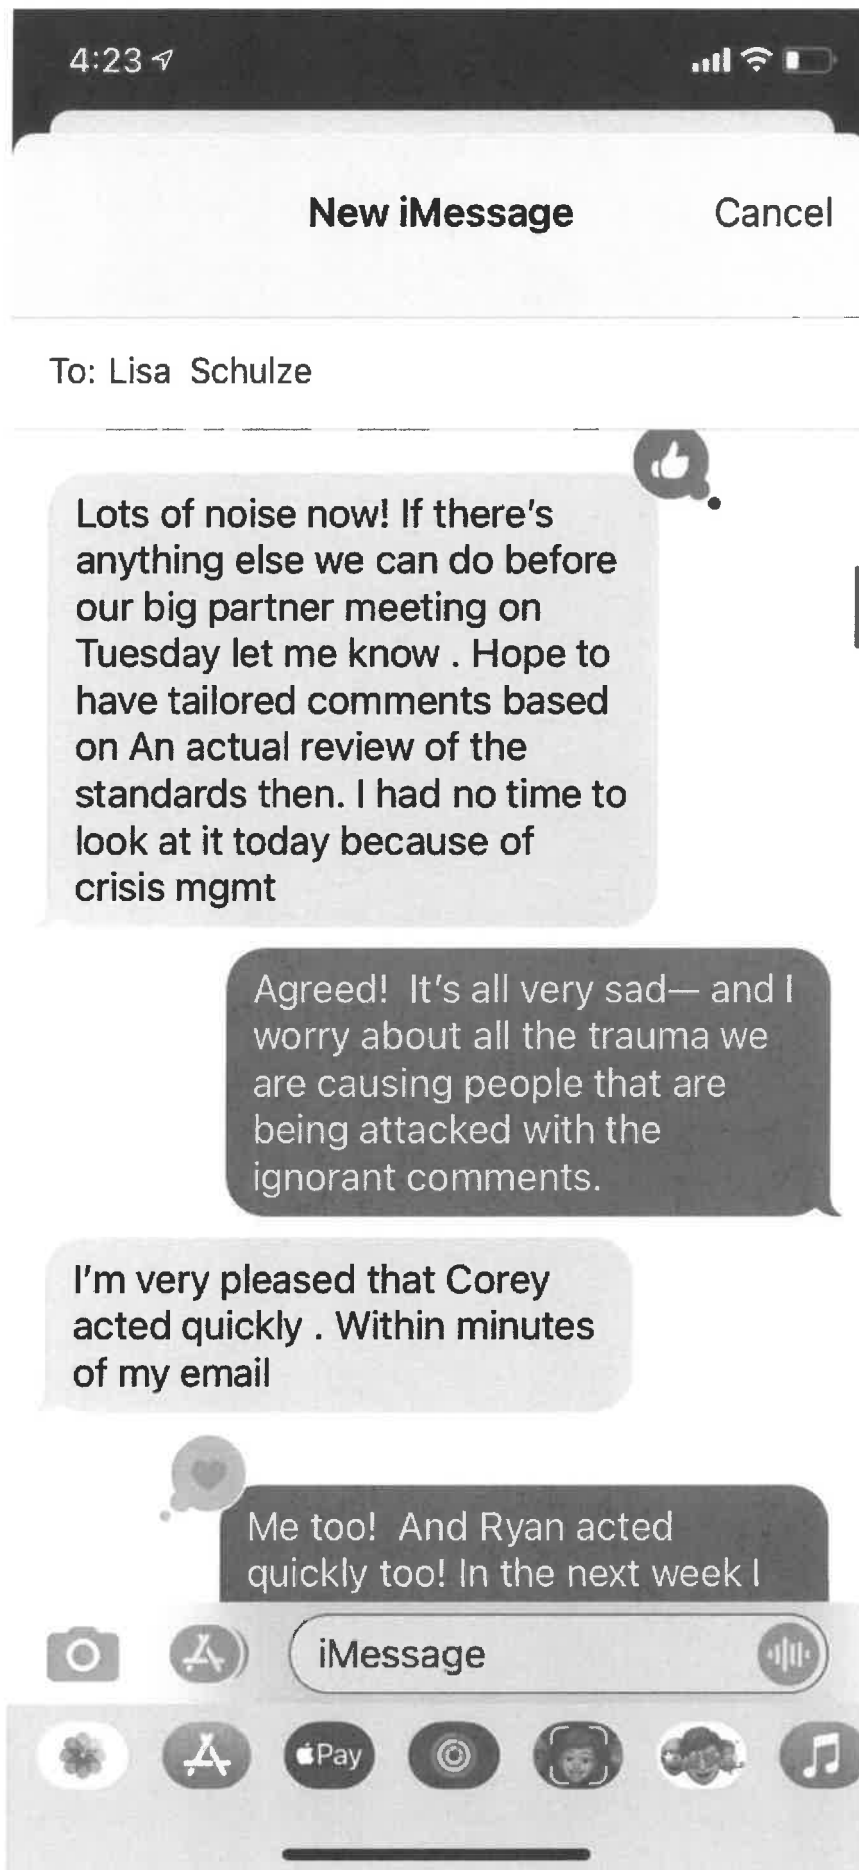 4:23
New iMessage
Cancel
To: Lisa Schulze
Lots of noise now! If there's
anything else we can do before
our big partner meeting on
Tuesday let me know . Hope to
have tailored comments based
on An actual review of the
standards then. I had no time to
look at it today because of
crisis mgmt
Agreed!  It's all very sad— and I
worry about all the trauma we
are causing people that are
being attacked with the
ignorant comments.
I'm very pleased that Corey
acted quickly . Within minutes
of my email
Me too!  And Ryan acted
quickly too! In the next week I
iMessage
Pay